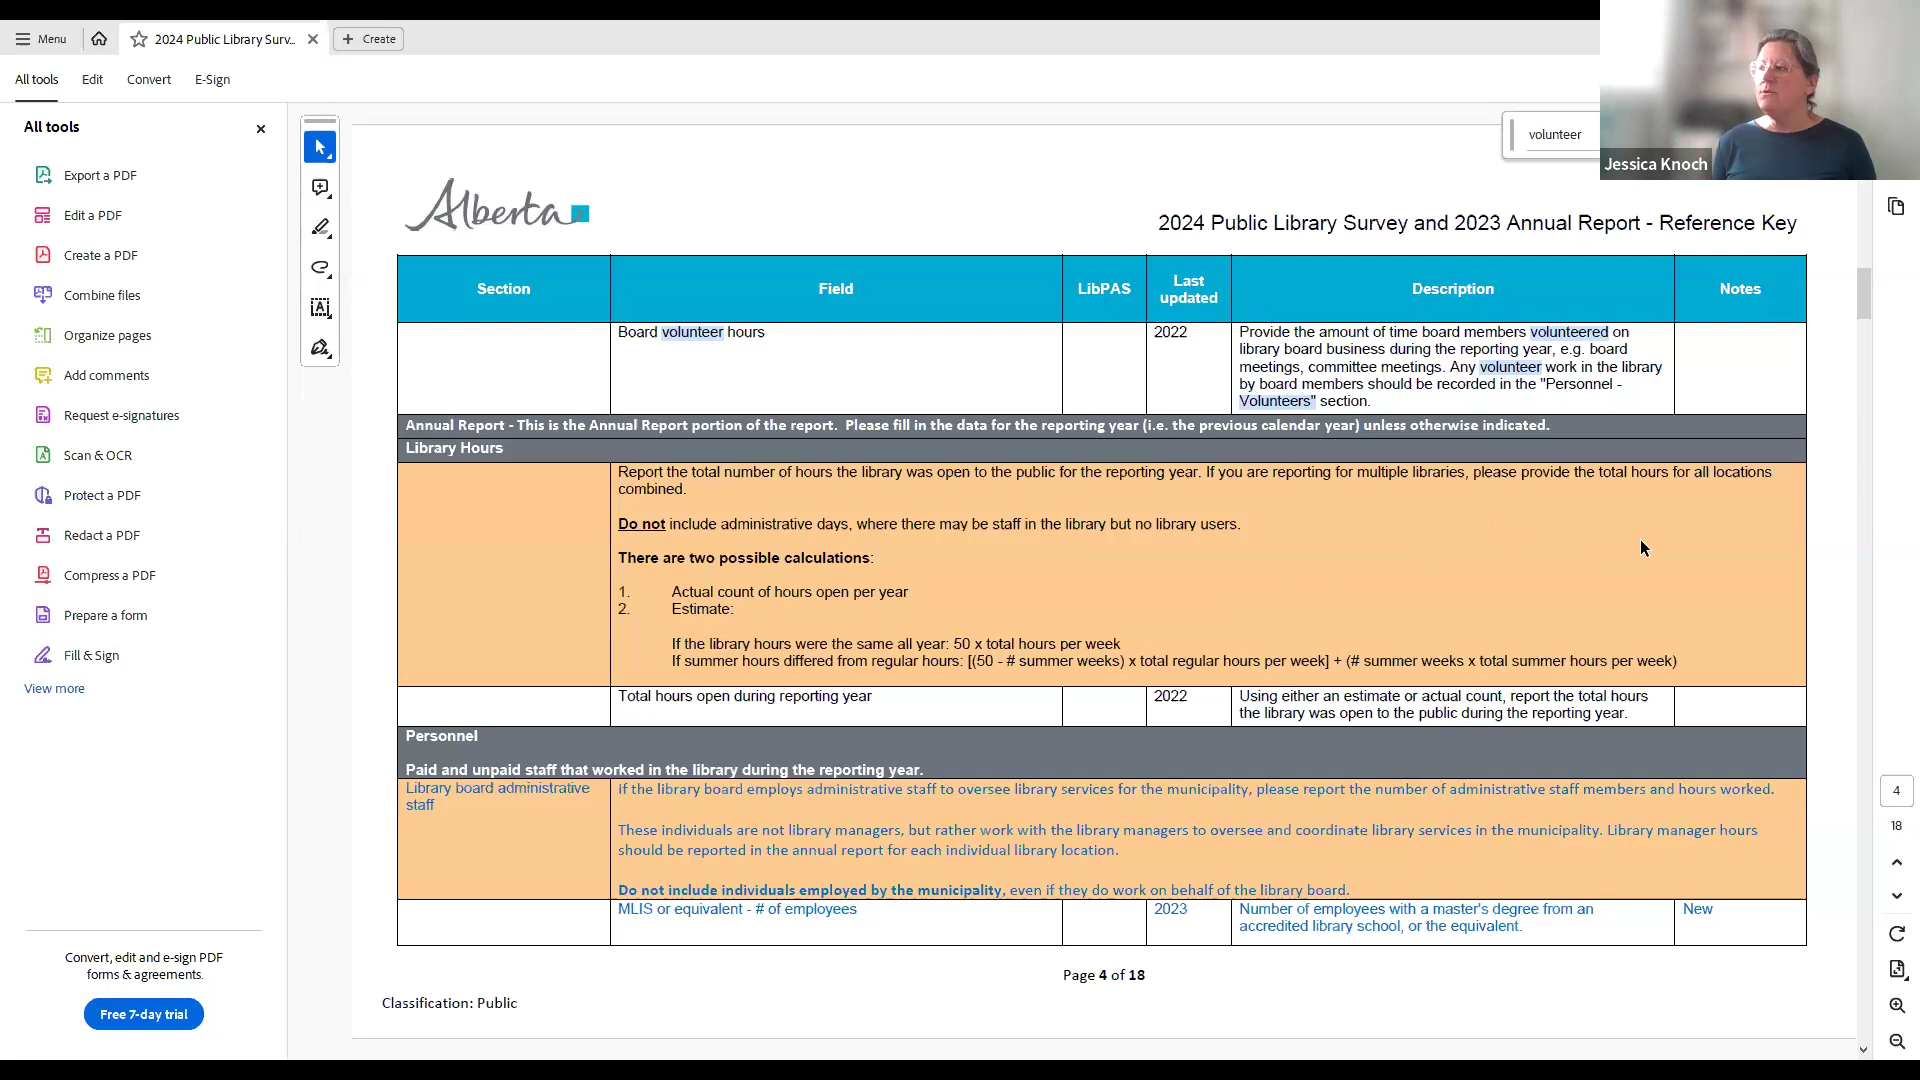 Menu
2024 Public Library Surv...
Create
All tools
Edit
Convert
E-Sign
All tools
Export a PDF
Edit a PDF
Create a PDF
Combine files
Organize pages
Add comments
Request e-signatures
Scan & OCR
Protect a PDF
Redact a PDF
Compress a PDF
Prepare a form
Fill & Sign
View more
Convert, edit and e-sign PDF
forms & agreements.
Free 7-day trial
volunteer
Jessica Knoch
Alberta
2024 Public Library Survey and 2023 Annual Report - Reference Key
Section
Field
LibPAS
Last
updated
Description
Notes
Board volunteer hours
2022
Provide the amount of time board members volunteered on
library board business during the reporting year, e.g. board
meetings, committee meetings. Any volunteer work in the library
by board members should be recorded in the "Personnel -
Volunteers" section.
Annual Report - This is the Annual Report portion of the report.  Please fill in the data for the reporting year (i.e. the previous calendar year) unless otherwise indicated.
Library Hours
Report the total number of hours the library was open to the public for the reporting year. If you are reporting for multiple libraries, please provide the total hours for all locations
combined.
Do not include administrative days, where there may be staff in the library but no library users.
There are two possible calculations:
1. Actual count of hours open per year
2. Estimate:
If the library hours were the same all year: 50 x total hours per week
If summer hours differed from regular hours: [(50 - # summer weeks) x total regular hours per week] + (# summer weeks x total summer hours per week)
Total hours open during reporting year
2022
Using either an estimate or actual count, report the total hours
the library was open to the public during the reporting year.
Personnel
Paid and unpaid staff that worked in the library during the reporting year.
Library board administrative
staff
If the library board employs administrative staff to oversee library services for the municipality, please report the number of administrative staff members and hours worked.
These individuals are not library managers, but rather work with the library managers to oversee and coordinate library services in the municipality. Library manager hours
should be reported in the annual report for each individual library location.
Do not include individuals employed by the municipality, even if they do work on behalf of the library board.
MLIS or equivalent - # of employees
2023
Number of employees with a master's degree from an
accredited library school, or the equivalent.
New
Page 4 of 18
Classification: Public
4
18